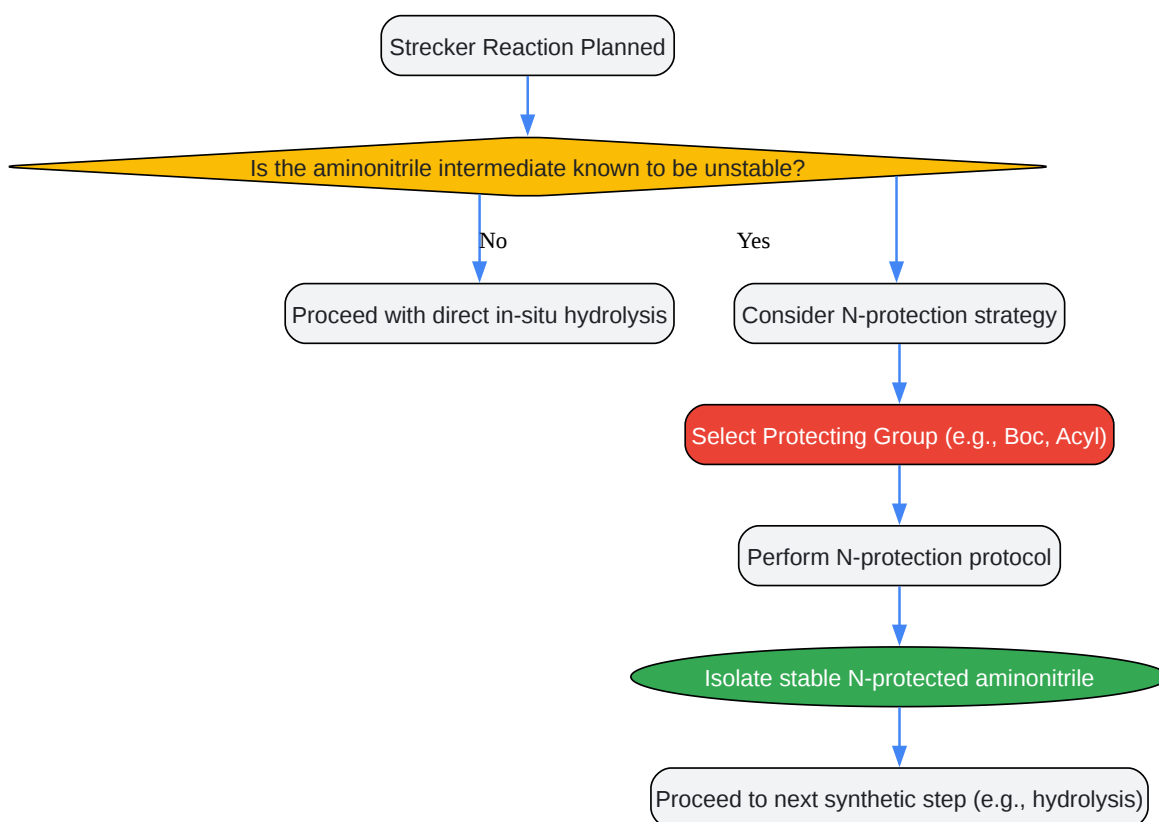 Strecker Reaction Planned
Is the aminonitrile intermediate known to be unstable?
No
Yes
Proceed with direct in-situ hydrolysis
Consider N-protection strategy
Select Protecting Group (e.g., Boc, Acyl)
Perform N-protection protocol
Isolate stable N-protected aminonitrile
Proceed to next synthetic step (e.g., hydrolysis)